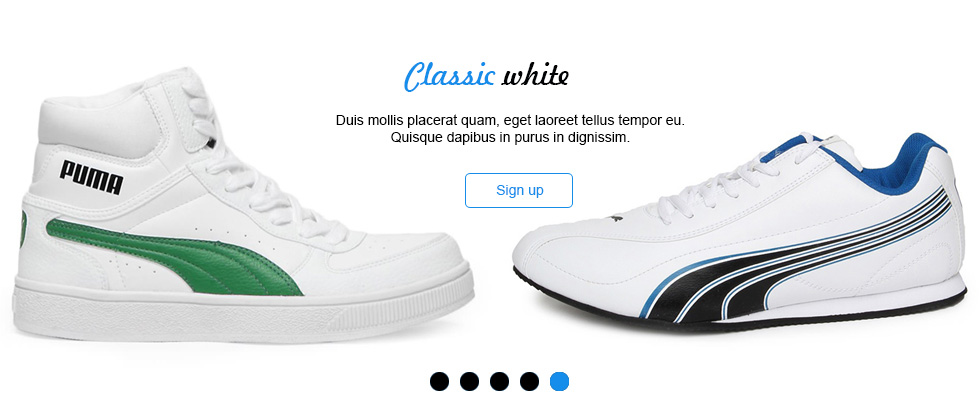 Classic white
Duis mollis placerat quam, eget laoreet tellus tempor eu.
Quisque dapibus in purus in dignissim.
PUMA
Sign up